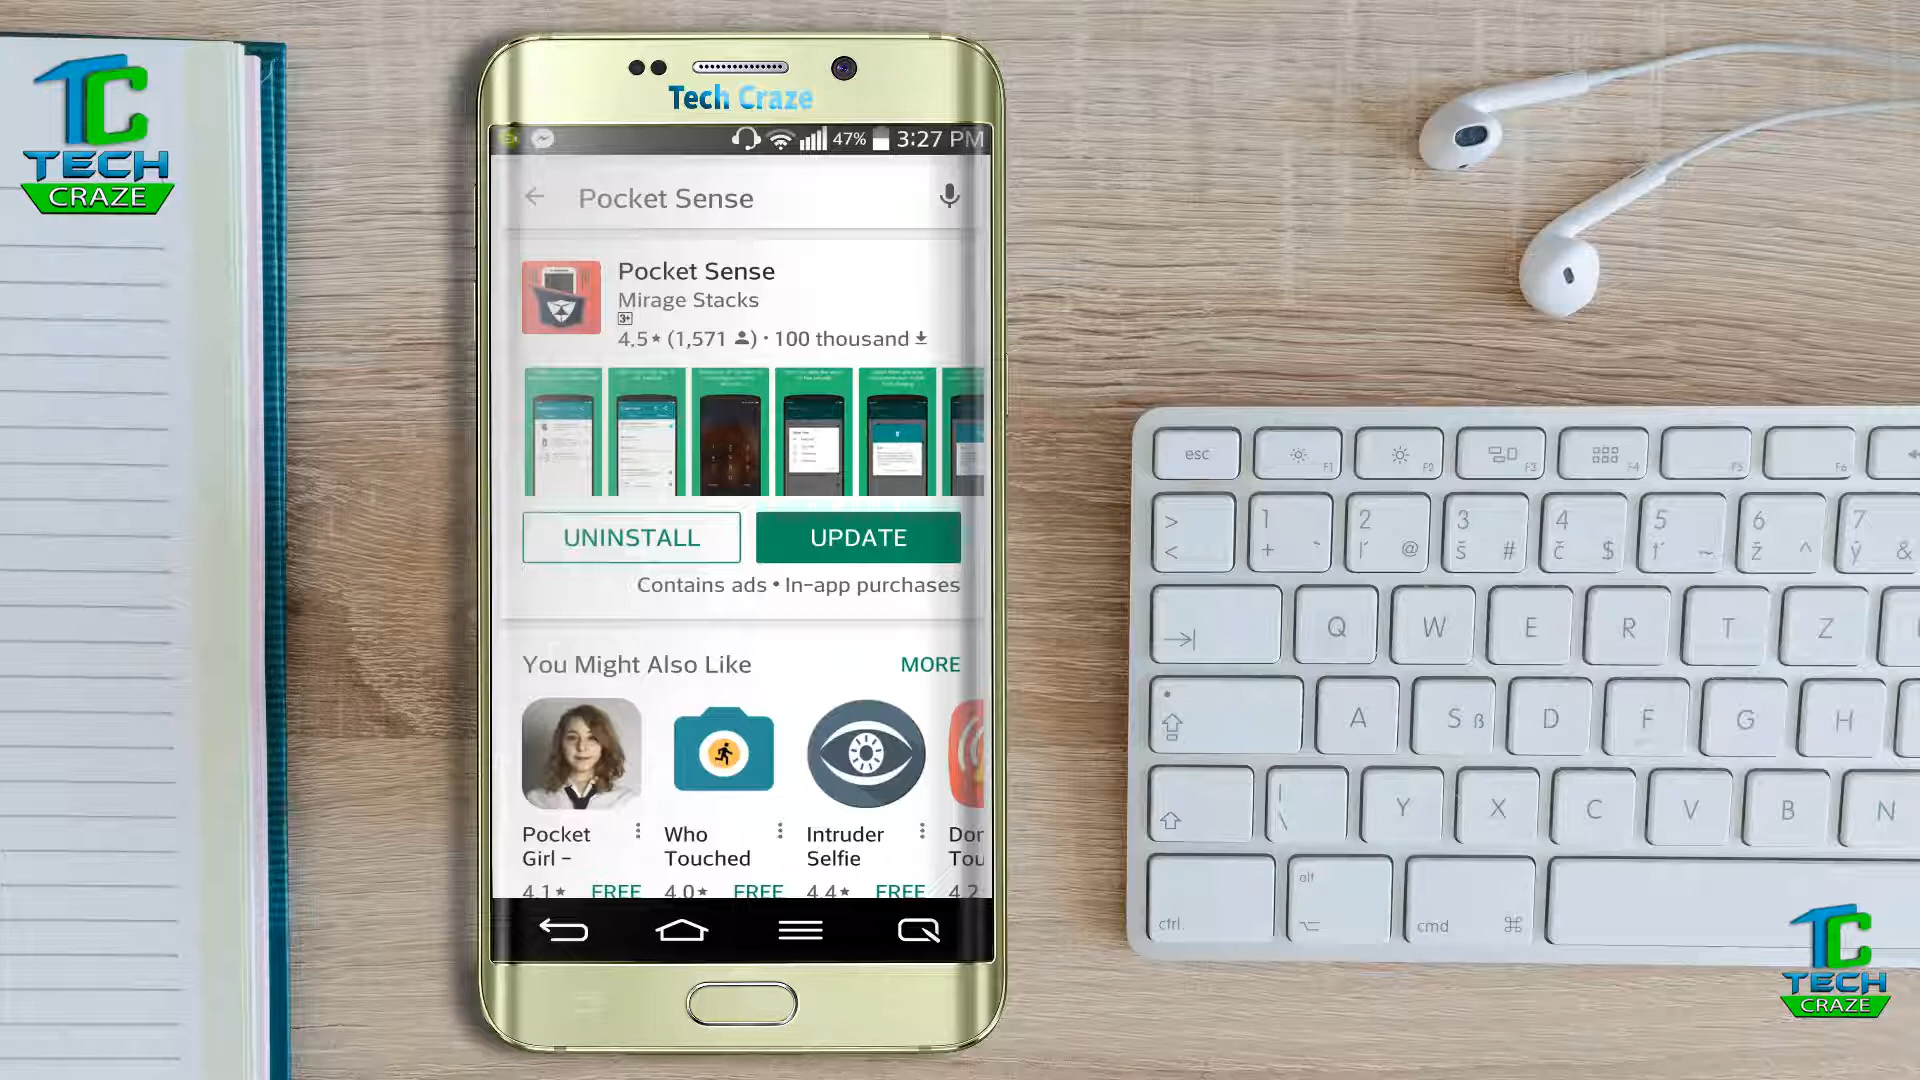 TC
TECH
CRAZE
Tech Craze
47% 3:27 PM
Pocket Sense
Pocket Sense
Mirage Stacks
3+
4.5★ (1,571) · 100 thousand
UNINSTALL
UPDATE
Contains ads • In-app purchases
You Might Also Like
MORE
Pocket
Girl –
4.1★ FREE
Who
Touched
4.0★ FREE
Intruder
Selfie
4.4★ FREE
Dor
Tou
4.2
esc F1 F2 F3 F4 F5 F6
> < 1 + ` 2 ľ @ 3 š # 4 č $ 5 ť ~ 6 ž ^ 7 ý &
Q W E R T Z
A S ß D F G H
| \ Y X C V B N
ctrl alt cmd ⌘
TC
TECH
CRAZE